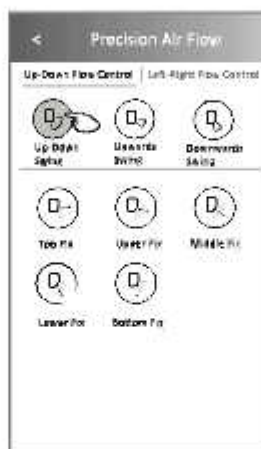 < Precision Air Flow
Up-Down Flow Control | Left-Right Flow Control
Up-Down Swing
Upwards Swing
Downwards Swing
Top Fix
Upper Fix
Middle Fix
Lower Fix
Bottom Fix